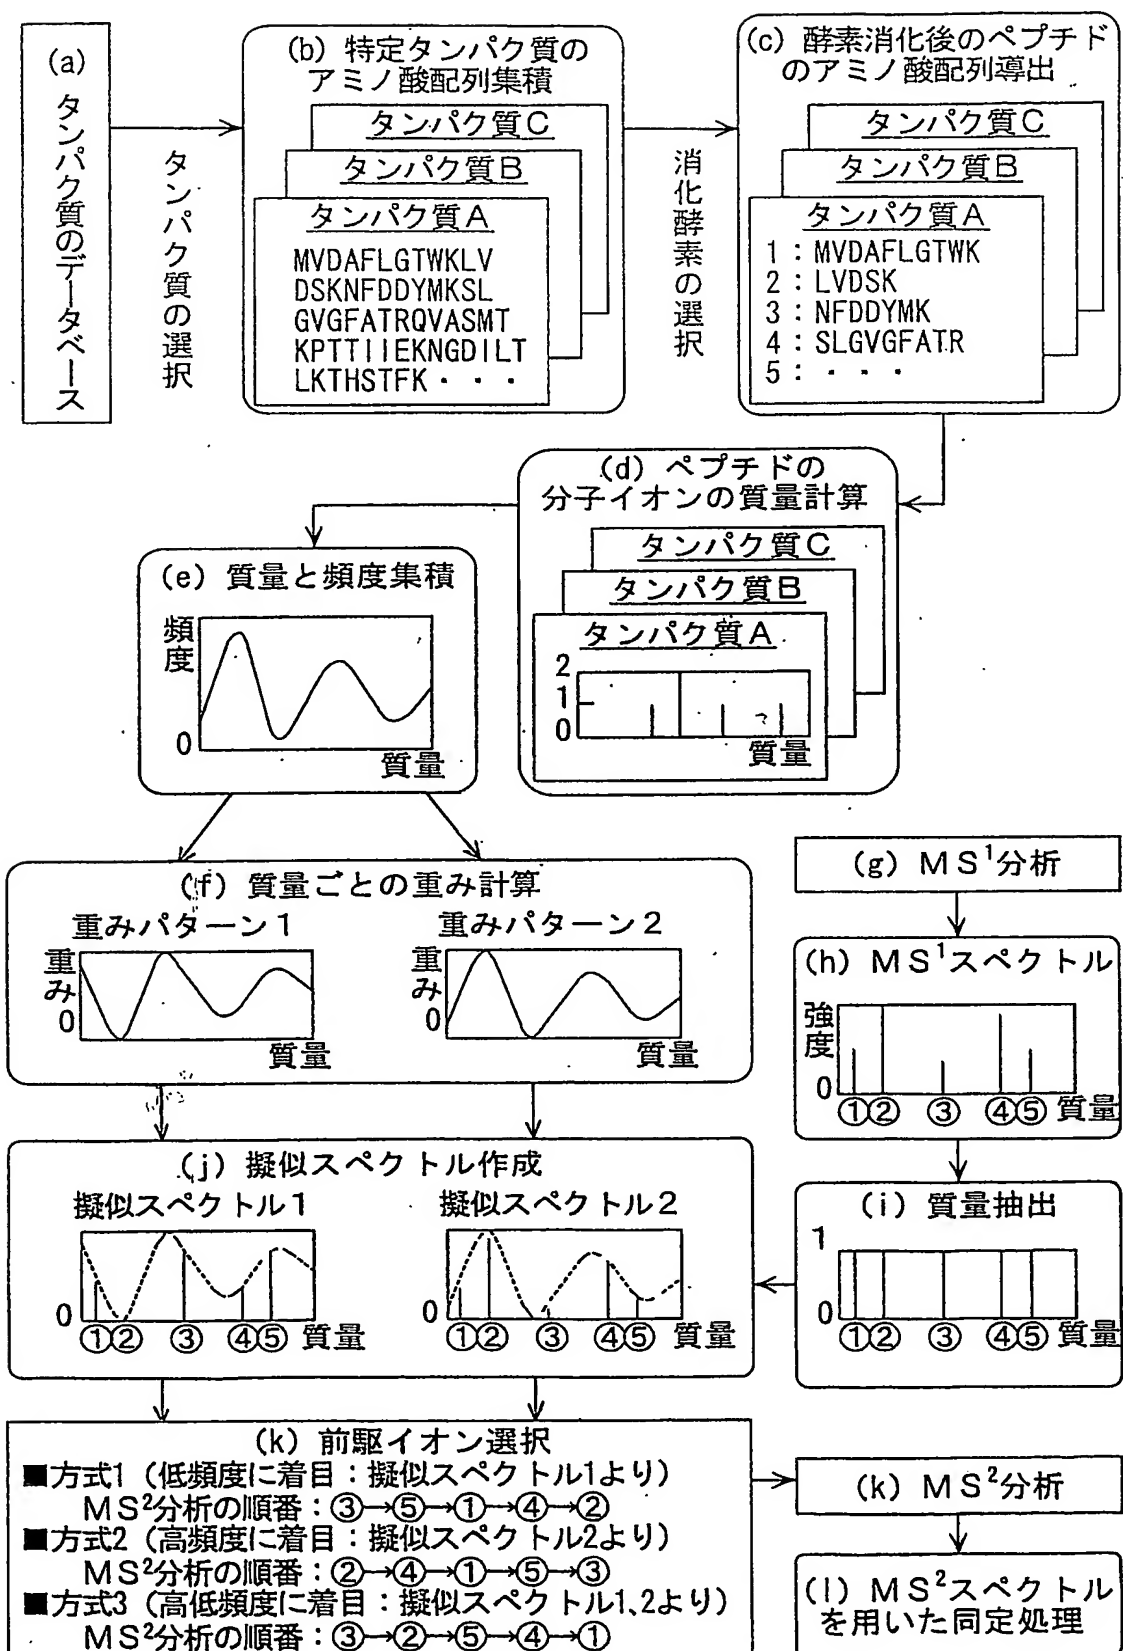 (a)
タンパク質のデータベース
タンパク質の選択
(b) 特定タンパク質の
アミノ酸配列集積
タンパク質C
タンパク質B
タンパク質A
MVDAFLGTWKLV
DSKNFDDYMKSL
GVGFATRQVASMT
KPTTIIEKNGDILT
LKTHSTFK・・・
消化酵素の選択
(c) 酵素消化後のペプチド
のアミノ酸配列導出
タンパク質C
タンパク質B
タンパク質A
1：MVDAFLGTWK
2：LVDSK
3：NFDDYMK
4：SLGVGFATR
5：・・・
(d) ペプチドの
分子イオンの質量計算
タンパク質C
タンパク質B
タンパク質A
2
1
0
質量
(e) 質量と頻度集積
頻度
0
質量
(f) 質量ごとの重み計算
重みパターン1
重み
0
質量
重みパターン2
重み
0
質量
(g) MS¹分析
(h) MS¹スペクトル
強度
0
①② ③ ④⑤ 質量
(i) 質量抽出
1
0
①② ③ ④⑤ 質量
(j) 擬似スペクトル作成
擬似スペクトル1
0
①② ③ ④⑤ 質量
擬似スペクトル2
0
① ② ③ ④⑤ 質量
(k) 前駆イオン選択
■方式1（低頻度に着目：擬似スペクトル1より）
MS²分析の順番：③→⑤→①→④→②
■方式2（高頻度に着目：擬似スペクトル2より）
MS²分析の順番：②→④→①→⑤→③
■方式3（高低頻度に着目：擬似スペクトル1、2より）
MS²分析の順番：③→②→⑤→④→①
(k) MS²分析
(l) MS²スペクトル
を用いた同定処理